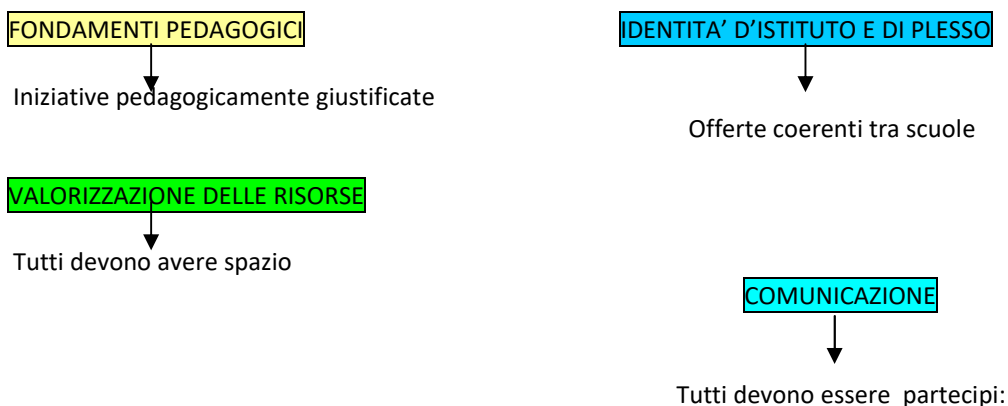 FONDAMENTI PEDAGOGICI
IDENTITA’ D’ISTITUTO E DI PLESSO
Iniziative pedagogicamente giustificate
Offerte coerenti tra scuole
VALORIZZAZIONE DELLE RISORSE
Tutti devono avere spazio
COMUNICAZIONE
Tutti devono essere partecipi: